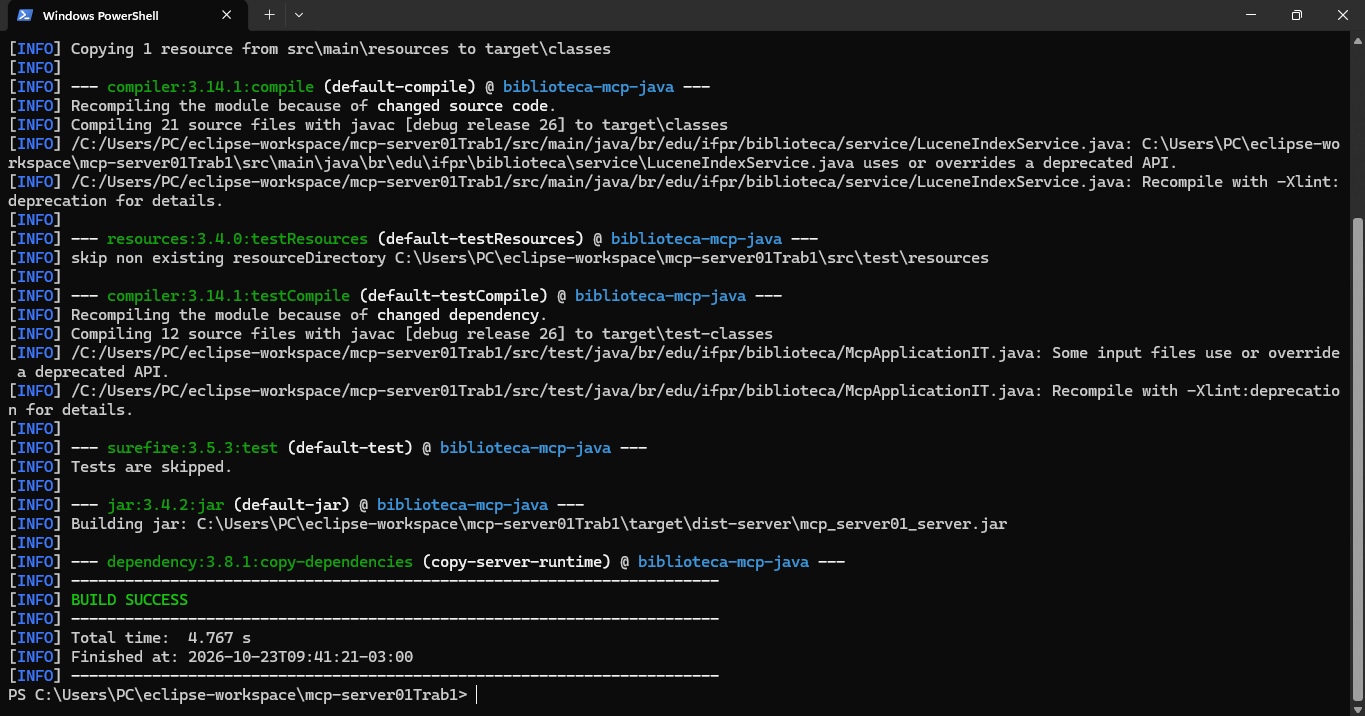 Windows PowerShell
[INFO] Copying 1 resource from src\main\resources to target\classes
[INFO]
[INFO] --- compiler:3.14.1:compile (default-compile) @ biblioteca-mcp-java ---
[INFO] Recompiling the module because of changed source code.
[INFO] Compiling 21 source files with javac [debug release 26] to target\classes
[INFO] /C:/Users/PC/eclipse-workspace/mcp-server01Trab1/src/main/java/br/edu/ifpr/biblioteca/service/LuceneIndexService.java: C:\Users\PC\eclipse-wo
rkspace\mcp-server01Trab1\src\main\java\br\edu\ifpr\biblioteca\service\LuceneIndexService.java uses or overrides a deprecated API.
[INFO] /C:/Users/PC/eclipse-workspace/mcp-server01Trab1/src/main/java/br/edu/ifpr/biblioteca/service/LuceneIndexService.java: Recompile with -Xlint:
deprecation for details.
[INFO]
[INFO] --- resources:3.4.0:testResources (default-testResources) @ biblioteca-mcp-java ---
[INFO] skip non existing resourceDirectory C:\Users\PC\eclipse-workspace\mcp-server01Trab1\src\test\resources
[INFO]
[INFO] --- compiler:3.14.1:testCompile (default-testCompile) @ biblioteca-mcp-java ---
[INFO] Recompiling the module because of changed dependency.
[INFO] Compiling 12 source files with javac [debug release 26] to target\test-classes
[INFO] /C:/Users/PC/eclipse-workspace/mcp-server01Trab1/src/test/java/br/edu/ifpr/biblioteca/McpApplicationIT.java: Some input files use or override
 a deprecated API.
[INFO] /C:/Users/PC/eclipse-workspace/mcp-server01Trab1/src/test/java/br/edu/ifpr/biblioteca/McpApplicationIT.java: Recompile with -Xlint:deprecatio
n for details.
[INFO]
[INFO] --- surefire:3.5.3:test (default-test) @ biblioteca-mcp-java ---
[INFO] Tests are skipped.
[INFO]
[INFO] --- jar:3.4.2:jar (default-jar) @ biblioteca-mcp-java ---
[INFO] Building jar: C:\Users\PC\eclipse-workspace\mcp-server01Trab1\target\dist-server\mcp_server01_server.jar
[INFO]
[INFO] --- dependency:3.8.1:copy-dependencies (copy-server-runtime) @ biblioteca-mcp-java ---
[INFO] ------------------------------------------------------------------------
[INFO] BUILD SUCCESS
[INFO] ------------------------------------------------------------------------
[INFO] Total time:  4.767 s
[INFO] Finished at: 2026-10-23T09:41:21-03:00
[INFO] ------------------------------------------------------------------------
PS C:\Users\PC\eclipse-workspace\mcp-server01Trab1>